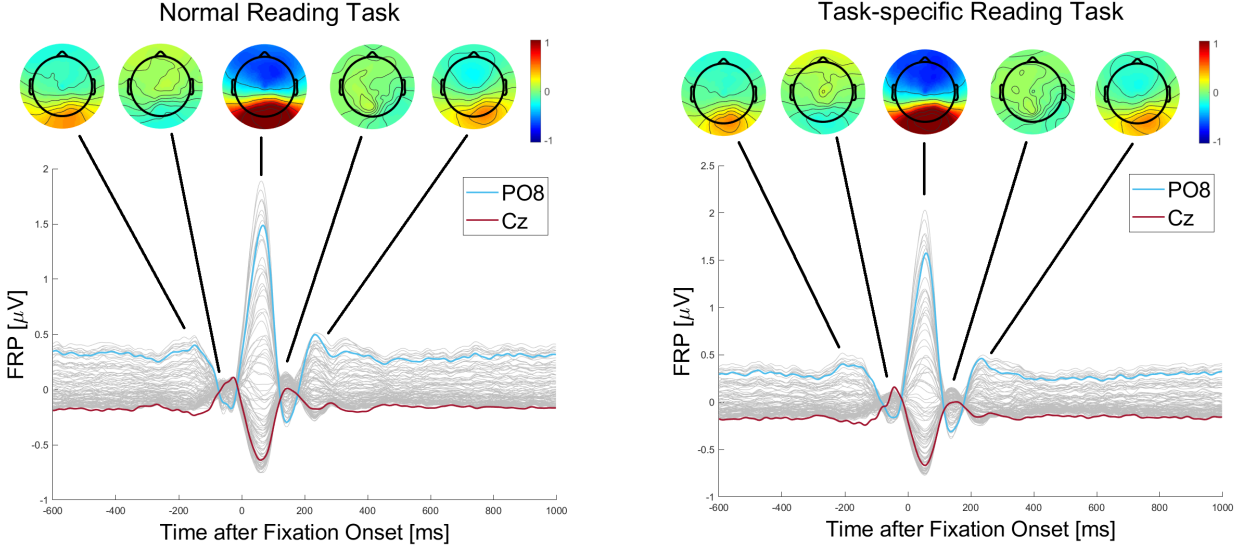 Normal Reading Task
1
0
-1
PO8
Cz
2
1.5
1
0.5
0
-0.5
-1
FRP [μV]
-600 -400 -200 0 200 400 600 800 1000
Time after Fixation Onset [ms]
Task-specific Reading Task
1
0
-1
PO8
Cz
2.5
2
1.5
1
0.5
0
-0.5
-1
FRP [μV]
-600 -400 -200 0 200 400 600 800 1000
Time after Fixation Onset [ms]